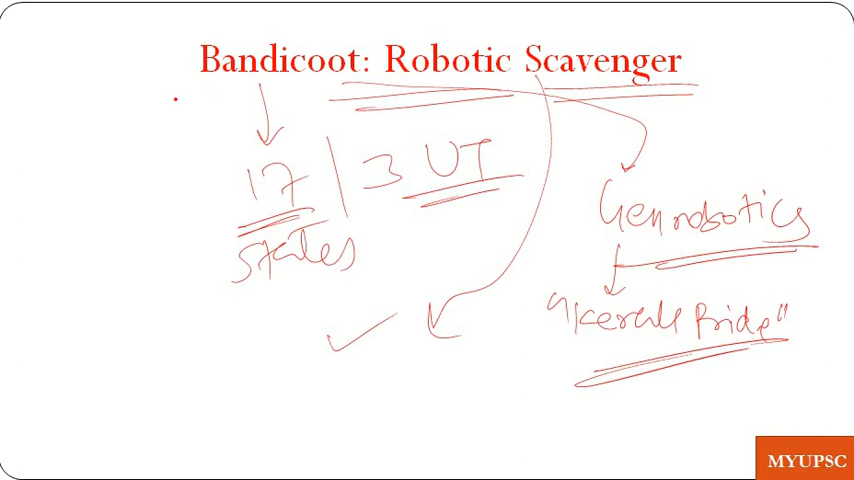 Bandicoot: Robotic Scavenger
17 | 3 UT
states
Genrobotics
"Kerala Pride"
MYUPSC